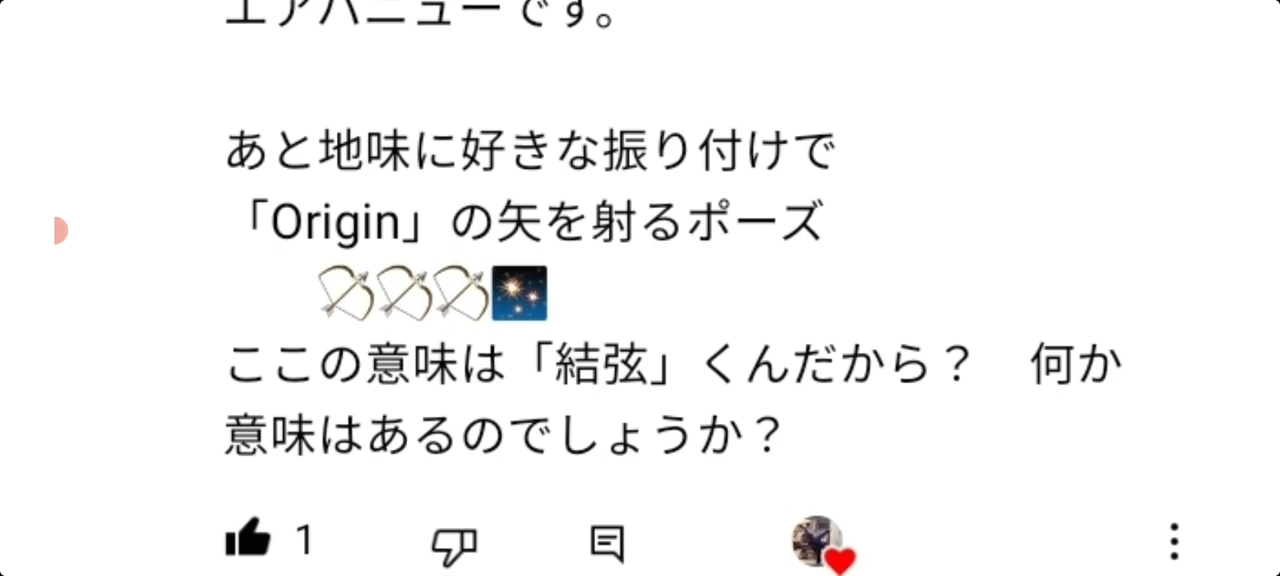 エアバニューです。
あと地味に好きな振り付けで
「Origin」の矢を射るポーズ
🏹🏹🏹🎇
ここの意味は「結弦」くんだから？　何か
意味はあるのでしょうか？
1